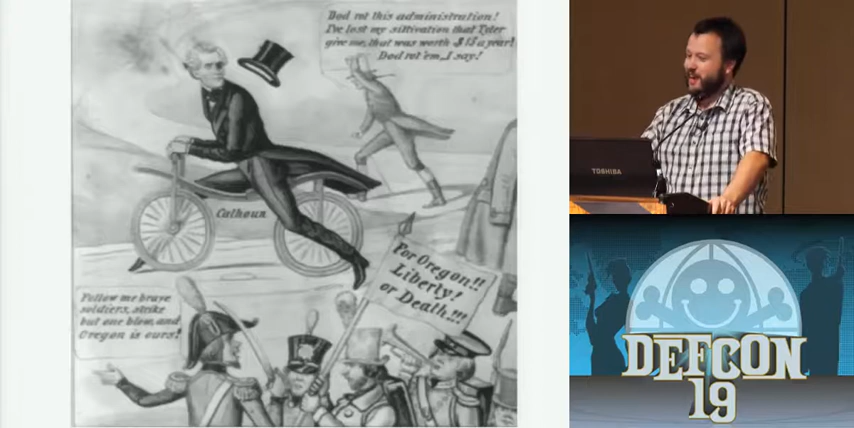 Dod rot this administration!
I've lost my sittivation that Tyler
give me, that was worth $15 a year!
Dod rot 'em, I say!
Calhoun
For Oregon!!
Liberty!
or Death!!!
Follow me brave
soldiers, strike
but one blow, and
Oregon is ours!
TOSHIBA
DEFCON
19